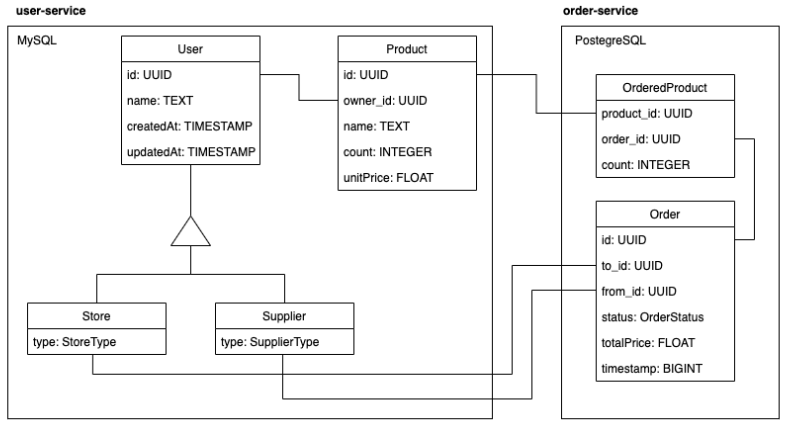 user-service
order-service
MySQL
PostegreSQL
User
id: UUID
name: TEXT
createdAt: TIMESTAMP
updatedAt: TIMESTAMP
Product
id: UUID
owner_id: UUID
name: TEXT
count: INTEGER
unitPrice: FLOAT
OrderedProduct
product_id: UUID
order_id: UUID
count: INTEGER
Order
id: UUID
to_id: UUID
from_id: UUID
status: OrderStatus
totalPrice: FLOAT
timestamp: BIGINT
Store
type: StoreType
Supplier
type: SupplierType